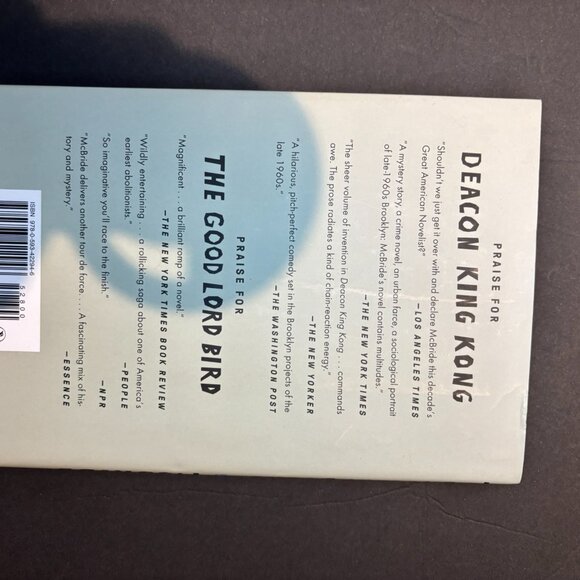 PRAISE FOR
DEACON KING KONG
"Shouldn't we just get it over with and declare McBride this decade's
Great American Novelist?"
—LOS ANGELES TIMES
"A mystery story, a crime novel, an urban farce, a sociological portrait
of late-1960s Brooklyn: McBride's novel contains multitudes."
—THE NEW YORK TIMES
"The sheer volume of invention in Deacon King Kong . . . commands
awe. The prose radiates a kind of chain-reaction energy."
—THE NEW YORKER
"A hilarious, pitch-perfect comedy set in the Brooklyn projects of the
late 1960s."
—THE WASHINGTON POST
PRAISE FOR
THE GOOD LORD BIRD
"Magnificent . . . a brilliant romp of a novel."
—THE NEW YORK TIMES BOOK REVIEW
"Wildly entertaining . . . a rollicking saga about one of America's
earliest abolitionists."
—PEOPLE
"So imaginative you'll race to the finish."
—NPR
"McBride delivers another tour de force . . . A fascinating mix of his-
tory and mystery."
—ESSENCE
ISBN 978-0-593-42294-6
52800